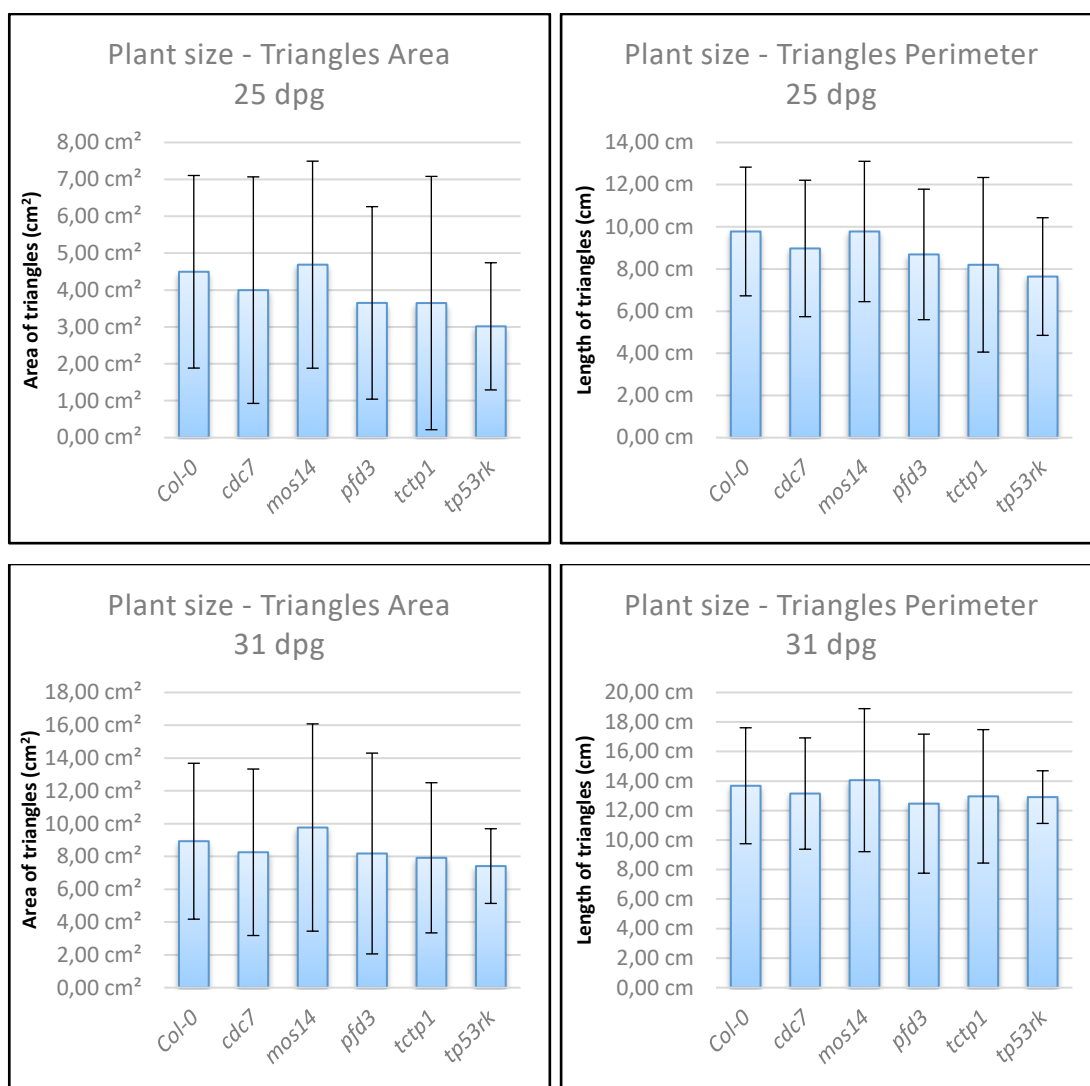 Plant size - Triangles Area
25 dpg
Area of triangles (cm²)
8,00 cm²
7,00 cm²
6,00 cm²
5,00 cm²
4,00 cm²
3,00 cm²
2,00 cm²
1,00 cm²
0,00 cm²
Col-0 cdc7 mos14 pfd3 tctp1 tp53rk
Plant size - Triangles Perimeter
25 dpg
Length of triangles (cm)
14,00 cm
12,00 cm
10,00 cm
8,00 cm
6,00 cm
4,00 cm
2,00 cm
0,00 cm
Col-0 cdc7 mos14 pfd3 tctp1 tp53rk
Plant size - Triangles Area
31 dpg
Area of triangles (cm²)
18,00 cm²
16,00 cm²
14,00 cm²
12,00 cm²
10,00 cm²
8,00 cm²
6,00 cm²
4,00 cm²
2,00 cm²
0,00 cm²
Col-0 cdc7 mos14 pfd3 tctp1 tp53rk
Plant size - Triangles Perimeter
31 dpg
Length of triangles (cm)
20,00 cm
18,00 cm
16,00 cm
14,00 cm
12,00 cm
10,00 cm
8,00 cm
6,00 cm
4,00 cm
2,00 cm
0,00 cm
Col-0 cdc7 mos14 pfd3 tctp1 tp53rk